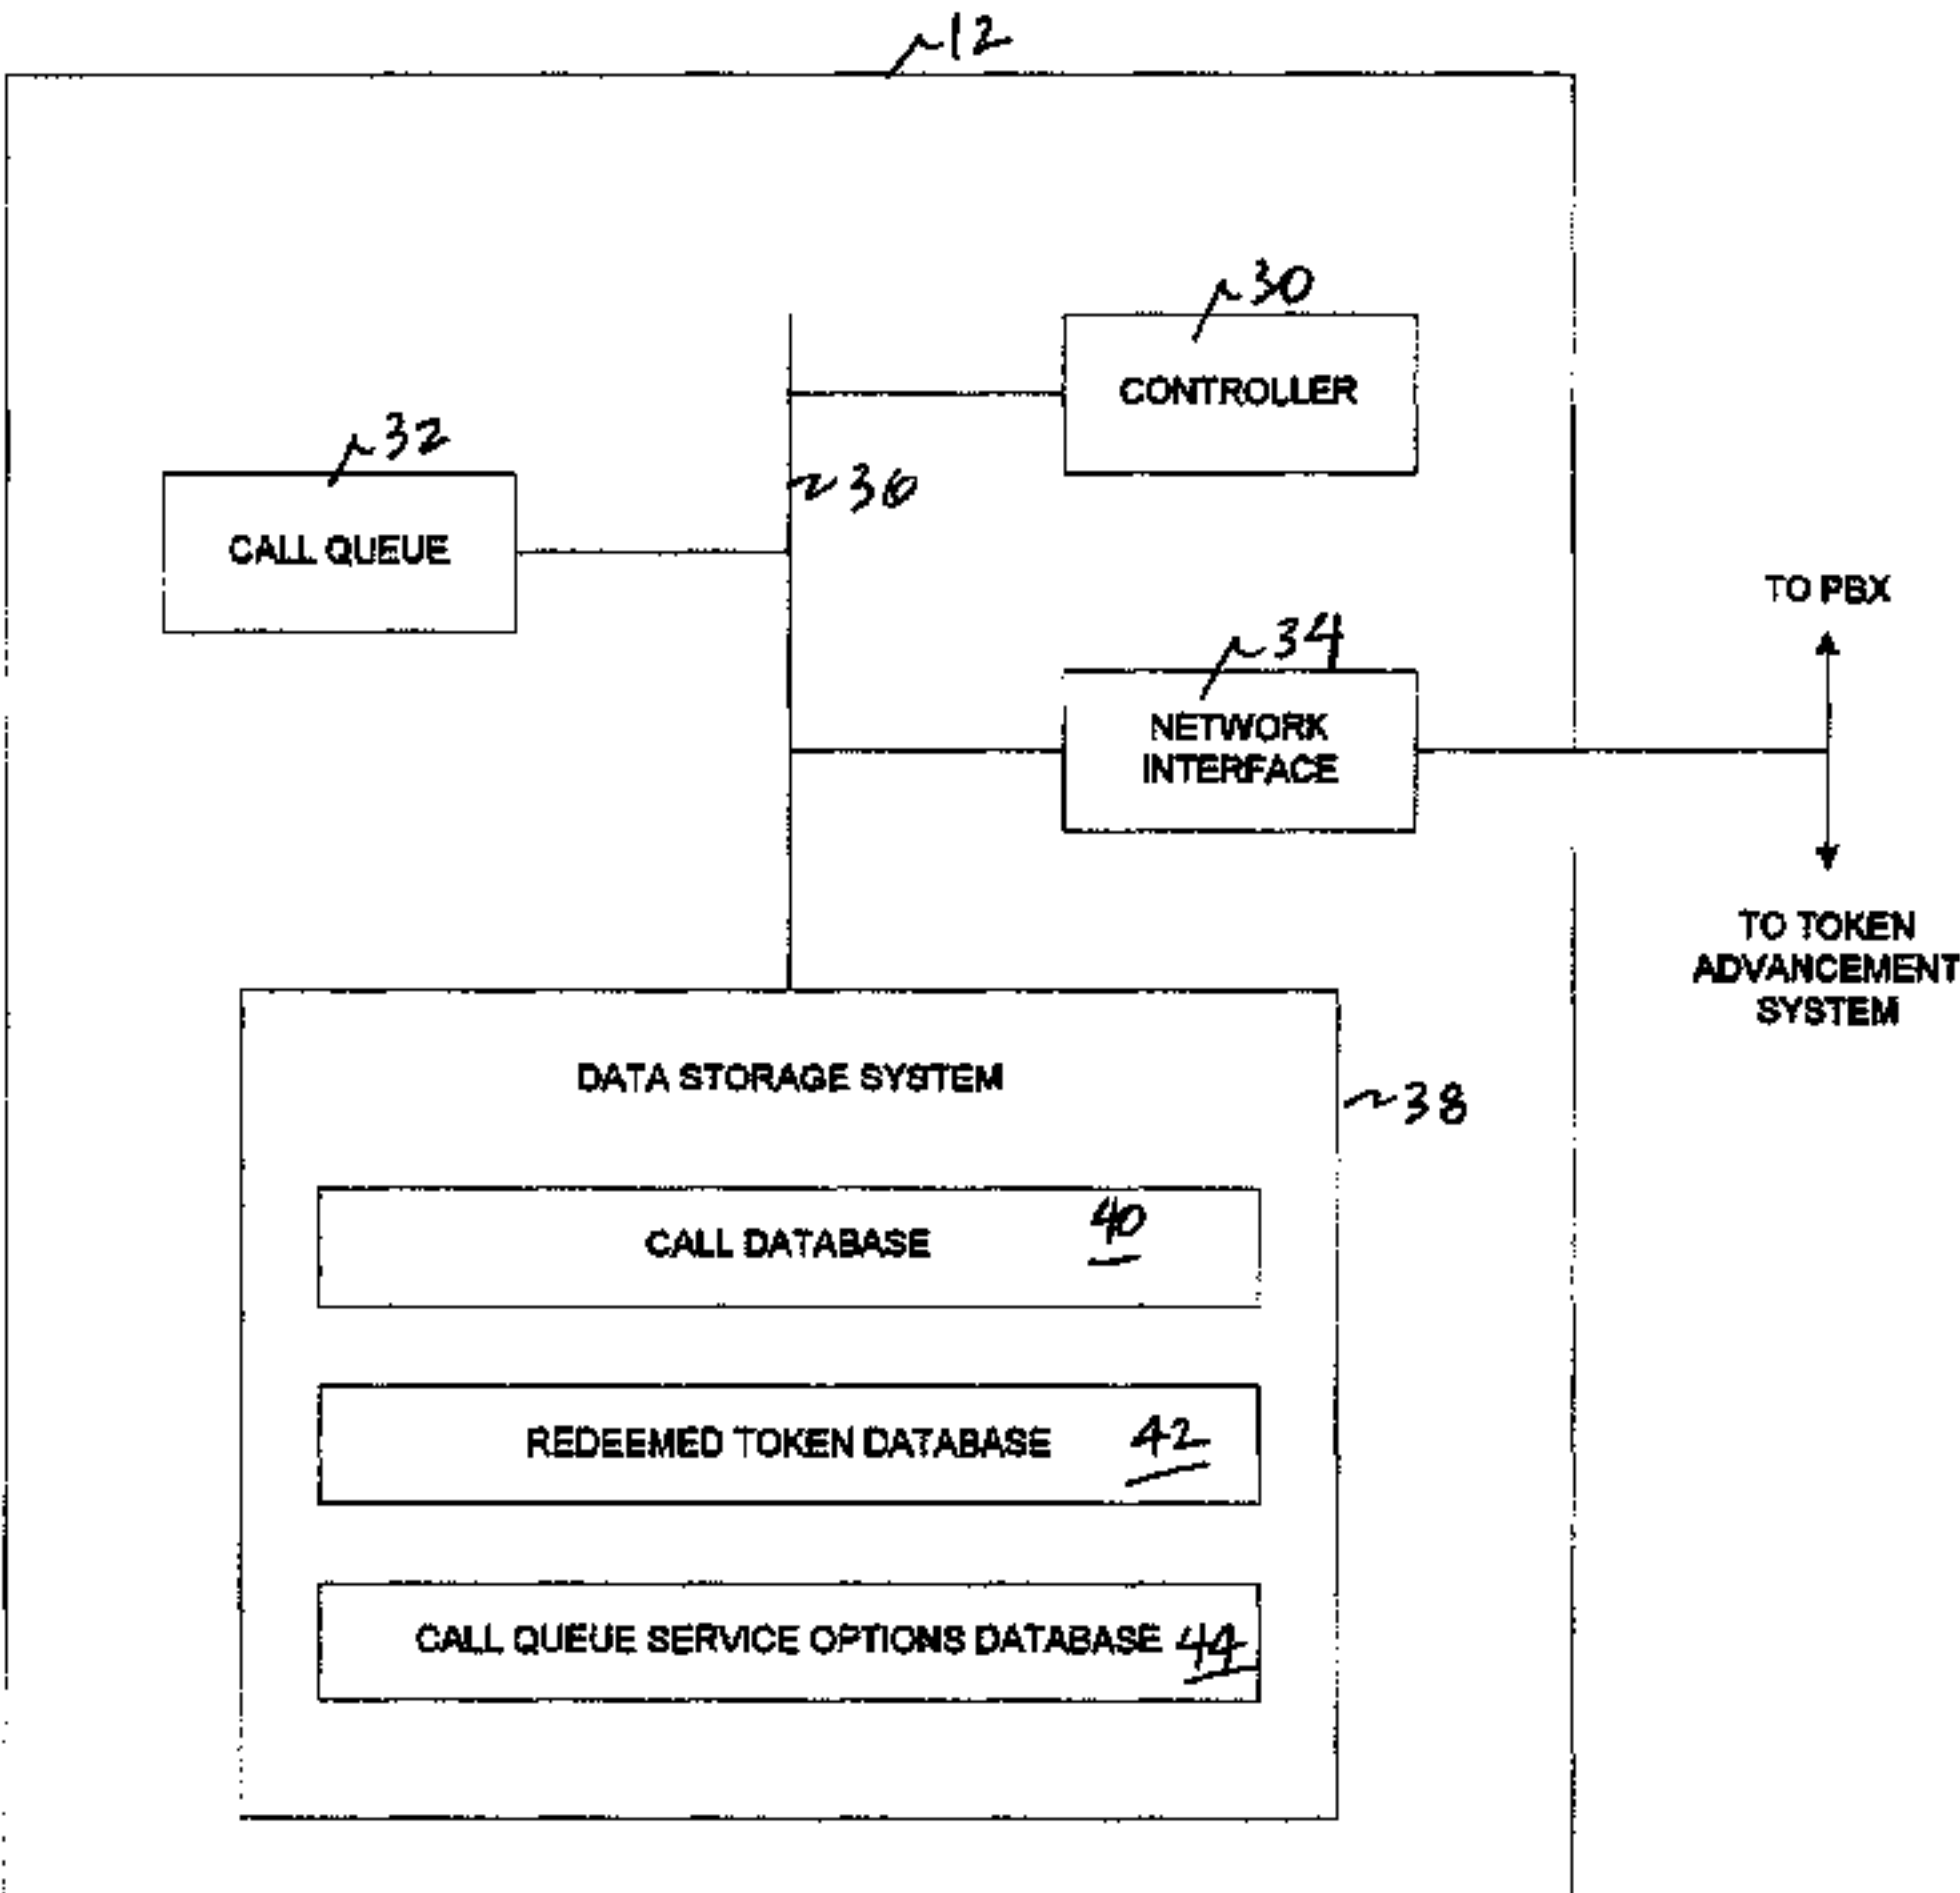 12
30
CONTROLLER
32
36
CALL QUEUE
TO PBX
34
NETWORK
INTERFACE
TO TOKEN
ADVANCEMENT
SYSTEM
DATA STORAGE SYSTEM
38
CALL DATABASE 40
REDEEMED TOKEN DATABASE 42
CALL QUEUE SERVICE OPTIONS DATABASE 44